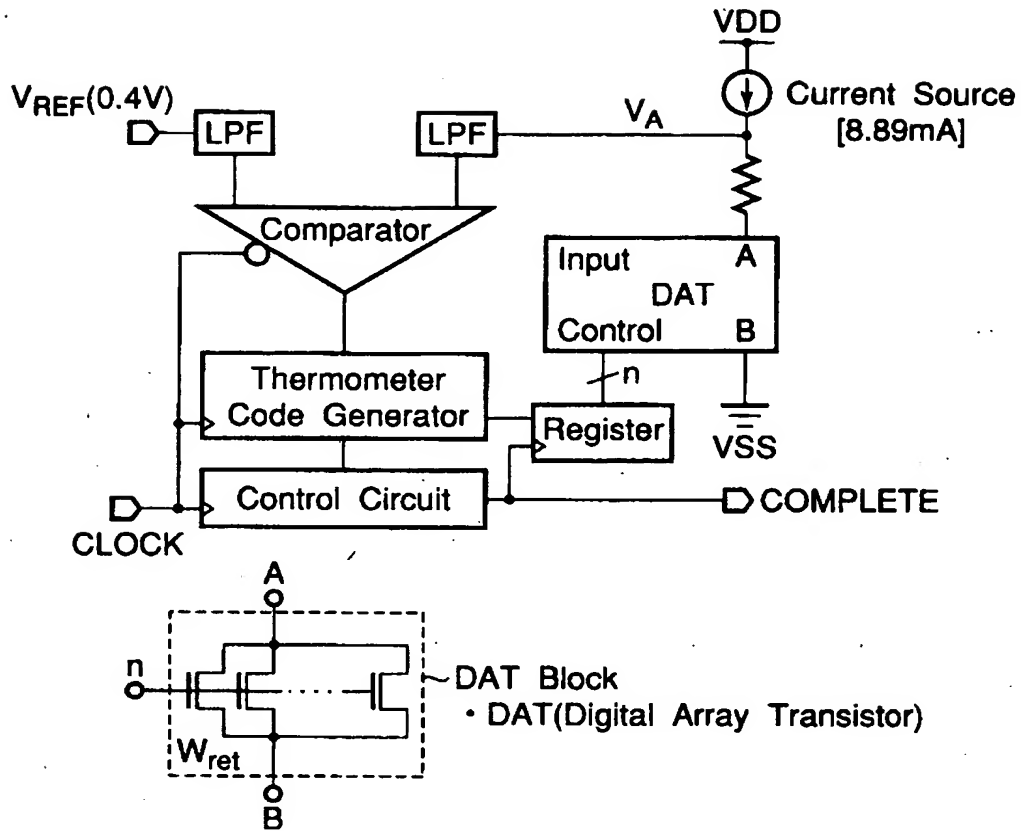 VDD
VREF(0.4V)
LPF
LPF
VA
Current Source
[8.89mA]
Comparator
Input
A
DAT
Control
B
n
Thermometer
Code Generator
Register
VSS
Control Circuit
COMPLETE
CLOCK
A
n
DAT Block
• DAT(Digital Array Transistor)
Wret
B